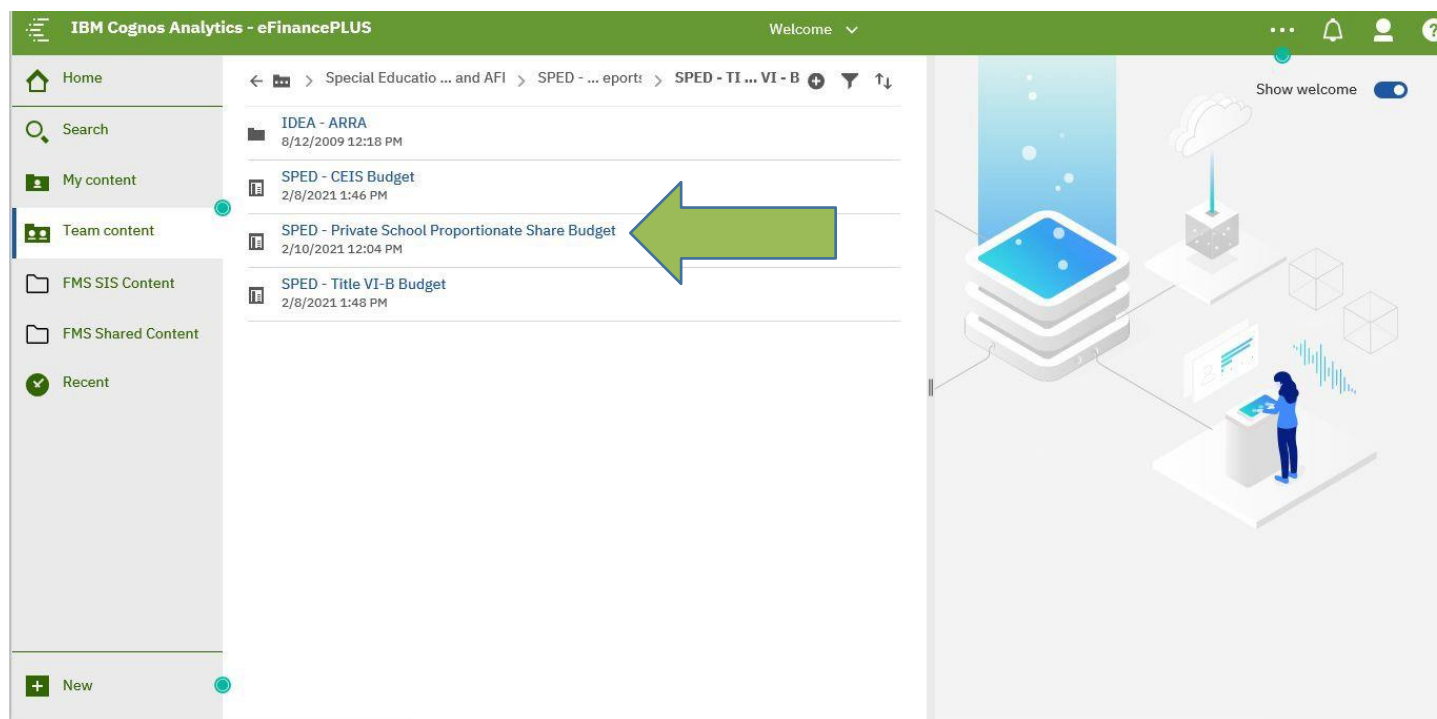 IBM Cognos Analytics - eFinancePLUS
Welcome
?
Home
Search
My content
Team content
FMS SIS Content
FMS Shared Content
Recent
New
> Special Educatio ... and AFI > SPED - ... eports > SPED - TI ... VI - B
IDEA - ARRA
8/12/2009 12:18 PM
SPED - CEIS Budget
2/8/2021 1:46 PM
SPED - Private School Proportionate Share Budget
2/10/2021 12:04 PM
SPED - Title VI-B Budget
2/8/2021 1:48 PM
Show welcome